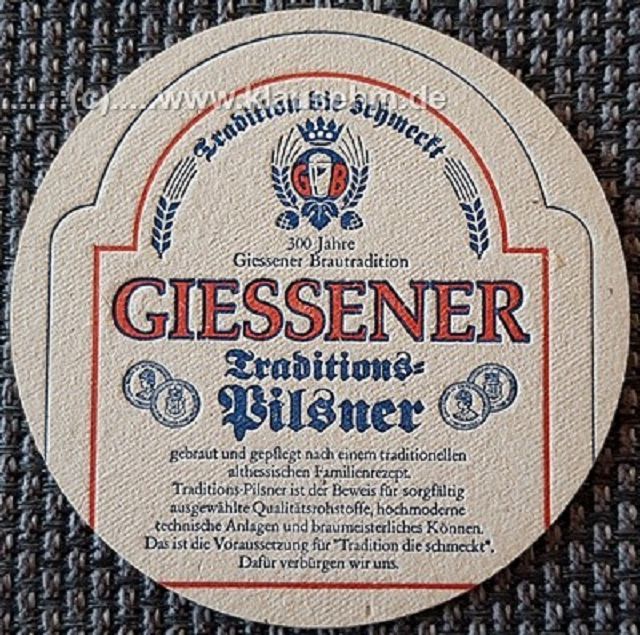 Tradition die schmeckt
G B
300 Jahre
Giessener Brautradition
GIESSENER
Traditions-
Pilsner
gebraut und gepflegt nach einem traditionellen
althessischen Familienrezept.
Traditions-Pilsner ist der Beweis für sorgfältig
ausgewählte Qualitätsrohstoffe, hochmoderne
technische Anlagen und braumeisterliches Können.
Das ist die Voraussetzung für "Tradition die schmeckt".
Dafür verbürgen wir uns.